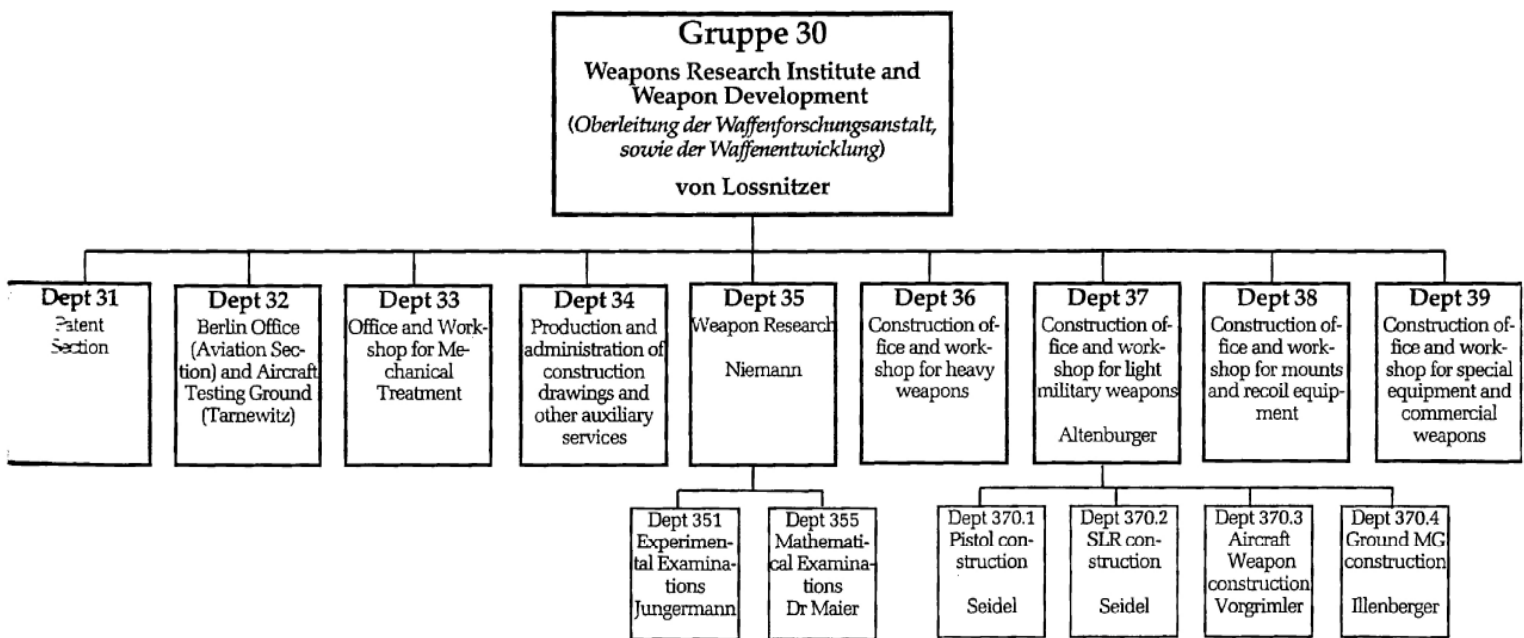 Gruppe 30
Weapons Research Institute and
Weapon Development
(Oberleitung der Waffenforschungsanstalt,
sowie der Waffenentwicklung)
von Lossnitzer
Dept 31
Patent
Section
Dept 32
Berlin Office
(Aviation Sec-
tion) and Aircraft
Testing Ground
(Tarnewitz)
Dept 33
Office and Work-
shop for Me-
chanical
Treatment
Dept 34
Production and
administration of
construction
drawings and
other auxiliary
services
Dept 35
Weapon Research
Niemann
Dept 36
Construction of-
fice and work-
shop for heavy
weapons
Dept 37
Construction of-
fice and work-
shop for light
military weapons
Altenburger
Dept 38
Construction of-
fice and work-
shop for mounts
and recoil equip-
ment
Dept 39
Construction of-
fice and work-
shop for special
equipment and
commercial
weapons
Dept 351
Experimen-
tal Examina-
tions
Jungermann
Dept 355
Mathemati-
cal Examina-
tions
Dr Maier
Dept 370.1
Pistol con-
struction
Seidel
Dept 370.2
SLR con-
struction
Seidel
Dept 370.3
Aircraft
Weapon
construction
Vorgrimler
Dept 370.4
Ground MG
construction
Illenberger